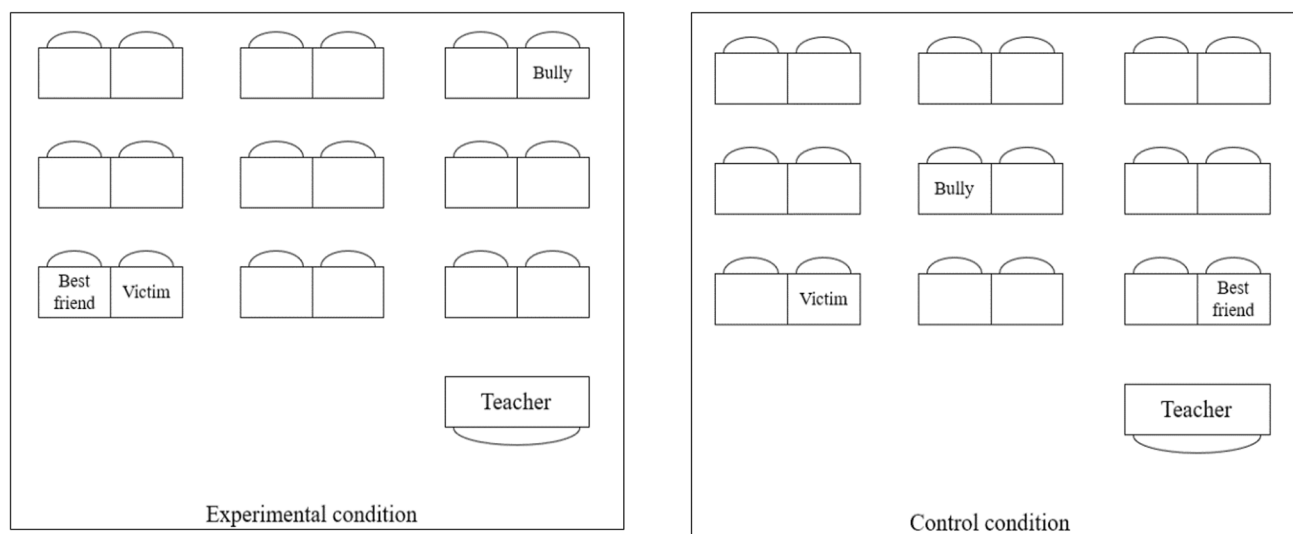 Bully
Best
friend
Victim
Teacher
Experimental condition
Bully
Victim
Best
friend
Teacher
Control condition